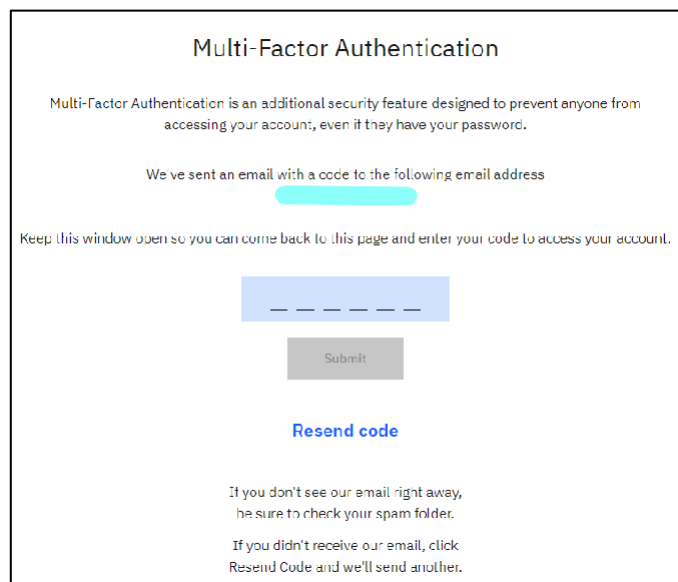 Multi-Factor Authentication
Multi-Factor Authentication is an additional security feature designed to prevent anyone from
accessing your account, even if they have your password.
We ve sent an email with a code to the following email address
Keep this window open so you can come back to this page and enter your code to access your account.
_ _ _ _ _ _
Submit
Resend code
If you don't see our email right away,
be sure to check your spam folder.
If you didn't receive our email, click
Resend Code and we'll send another.